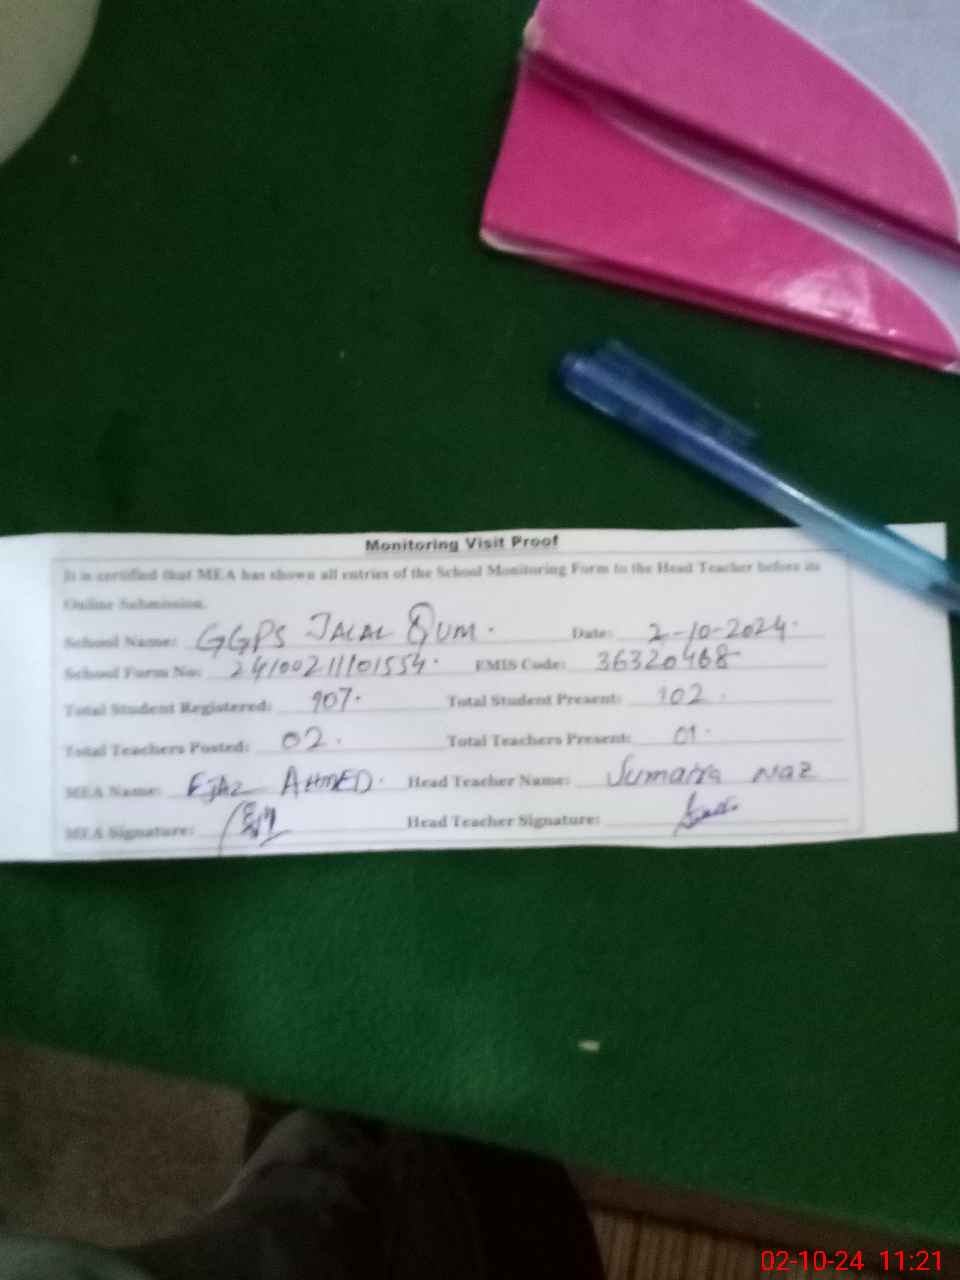 Monitoring Visit Proof
It is certified that MEA has shown all entries of the School Monitoring Form to the Head Teacher before its
Online Submission.
School Name: GGPS JALAL QUM. Date: 2-10-2024.
School Form No: EMIS Code: 36320468
Total Student Registered: 107. Total Student Present: 102.
Total Teachers Posted: 02. Total Teachers Present: 01.
MEA Name: EJAZ AHMED. Head Teacher Name: Sumaira Naz
MEA Signature: Head Teacher Signature:
02-10-24 11:21